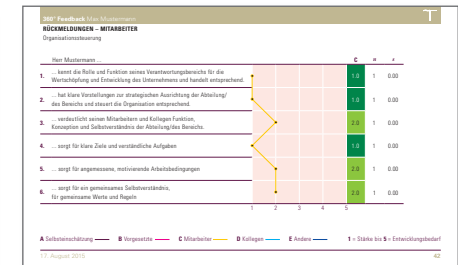 360° Feedback Max Mustermann
RÜCKMELDUNGEN – MITARBEITER
Organisationssteuerung
Herr Mustermann ... C n s
1. ... kennt die Rolle und Funktion seines Verantwortungsbereichs für die
Wertschöpfung und Entwicklung des Unternehmens und handelt entsprechend. 1.0 1 0.00
2. ... hat klare Vorstellungen zur strategischen Ausrichtung der Abteilung/
des Bereichs und steuert die Organisation entsprechend. 1.0 1 0.00
3. ... verdeutlicht seinen Mitarbeitern und Kollegen Funktion,
Konzeption und Selbstverständnis der Abteilung/des Bereichs. 2.0 1 0.00
4. ... sorgt für klare Ziele und verständliche Aufgaben 1.0 1 0.00
5. ... sorgt für angemessene, motivierende Arbeitsbedingungen 2.0 1 0.00
6. ... sorgt für ein gemeinsames Selbstverständnis,
für gemeinsame Werte und Regeln 2.0 1 0.00
1 2 3 4 5
A Selbsteinschätzung B Vorgesetzte C Mitarbeiter D Kollegen E Andere 1 = Stärke bis 5 = Entwicklungsbedarf
17. August 2015 42